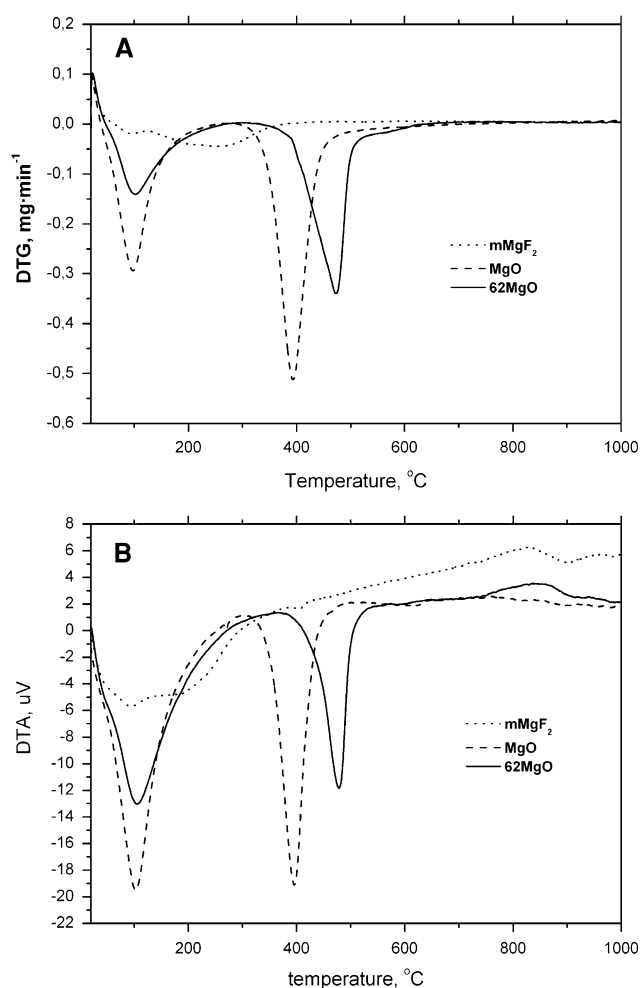 A
DTG, mg·min⁻¹
0,2
0,1
0,0
-0,1
-0,2
-0,3
-0,4
-0,5
-0,6
mMgF₂
MgO
62MgO
200
400
600
800
1000
Temperature, °C
B
DTA, uV
8
6
4
2
0
-2
-4
-6
-8
-10
-12
-14
-16
-18
-20
-22
mMgF₂
MgO
62MgO
200
400
600
800
1000
temperature, °C